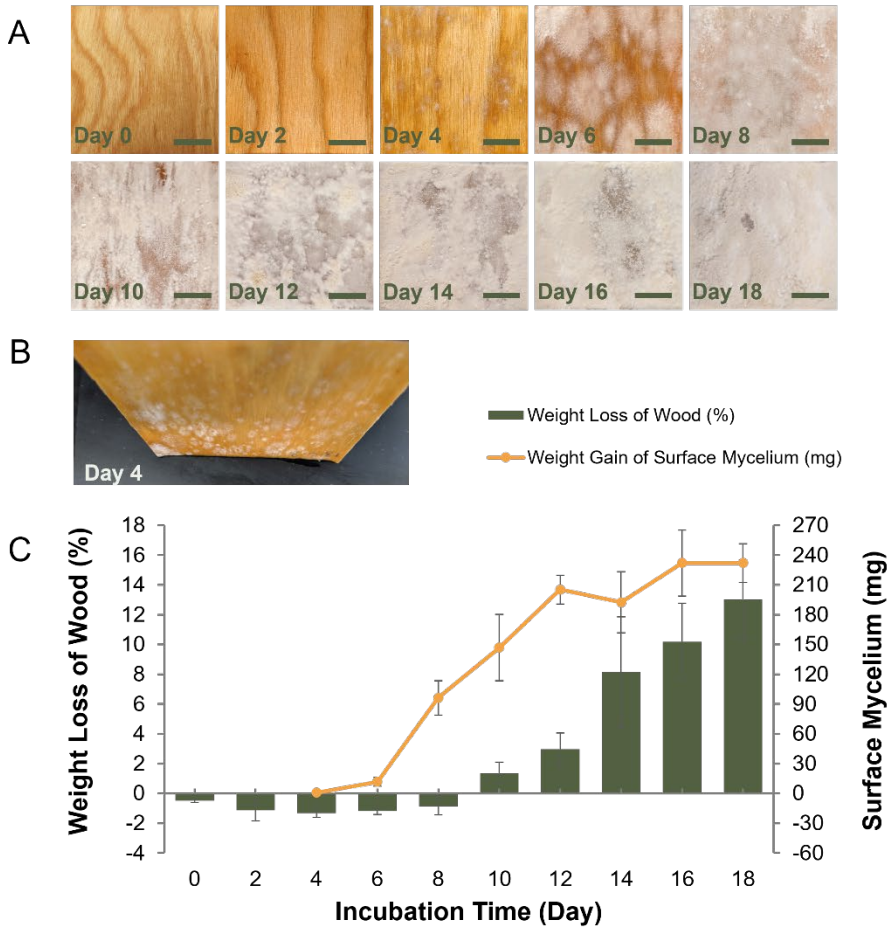 A
Day 0
Day 2
Day 4
Day 6
Day 8
Day 10
Day 12
Day 14
Day 16
Day 18
B
Day 4
Weight Loss of Wood (%)
Weight Gain of Surface Mycelium (mg)
C
Weight Loss of Wood (%)
18
16
14
12
10
8
6
4
2
0
-2
-4
270
240
210
180
150
120
90
60
30
0
-30
-60
Surface Mycelium (mg)
0 2 4 6 8 10 12 14 16 18
Incubation Time (Day)